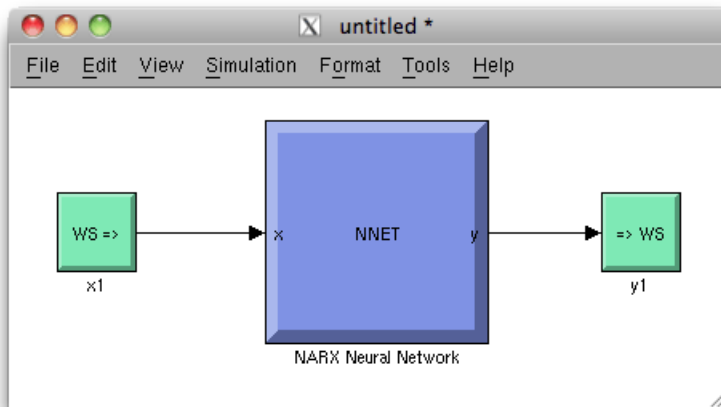 X untitled *
File Edit View Simulation Format Tools Help
WS => x NNET y => WS
x1 y1
NARX Neural Network